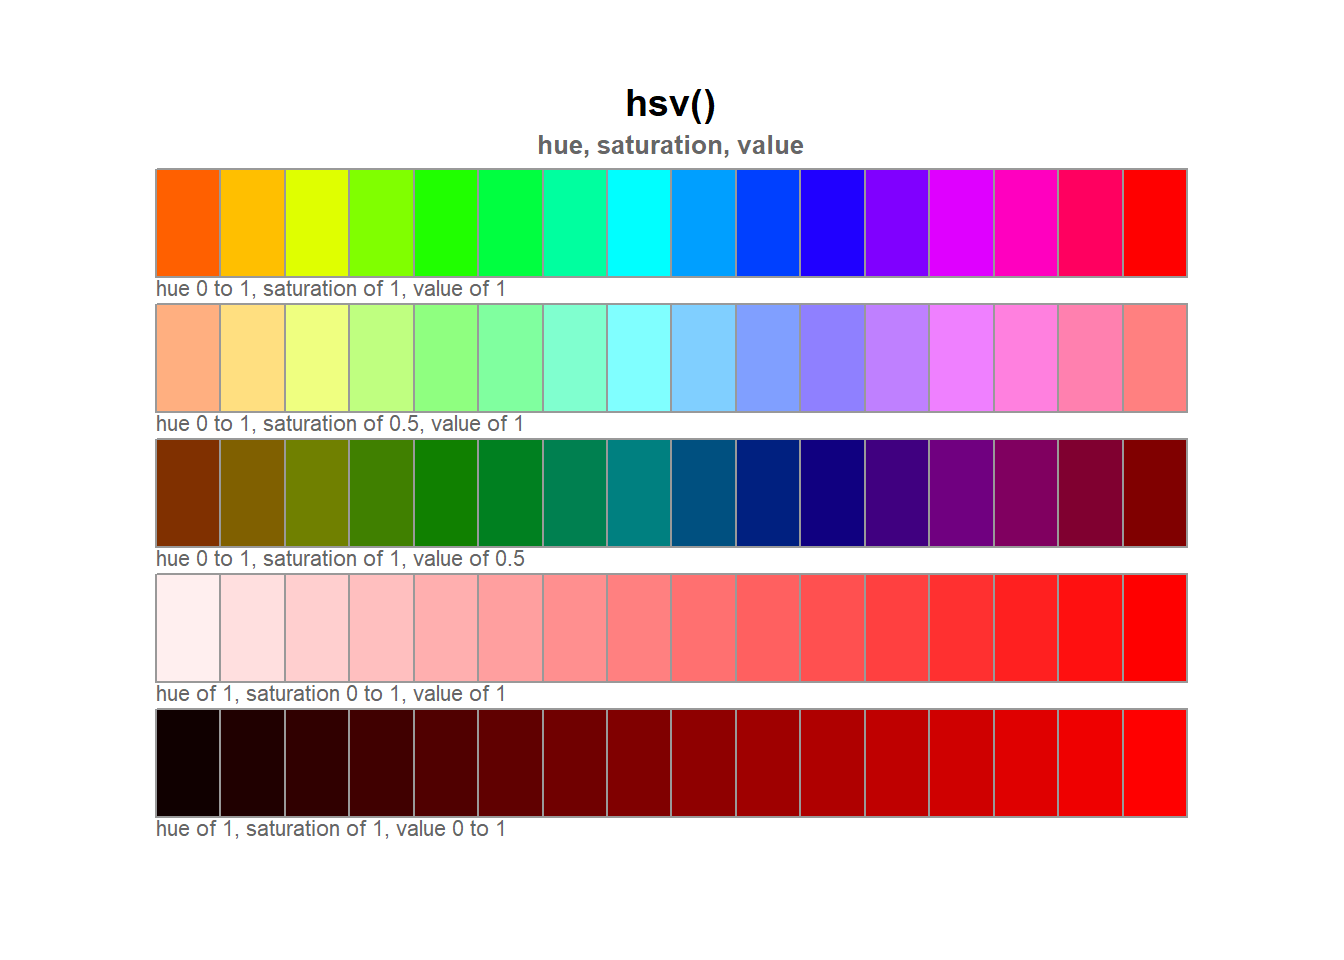 hsv()
hue, saturation, value
hue 0 to 1, saturation of 1, value of 1
hue 0 to 1, saturation of 0.5, value of 1
hue 0 to 1, saturation of 1, value of 0.5
hue of 1, saturation 0 to 1, value of 1
hue of 1, saturation of 1, value 0 to 1